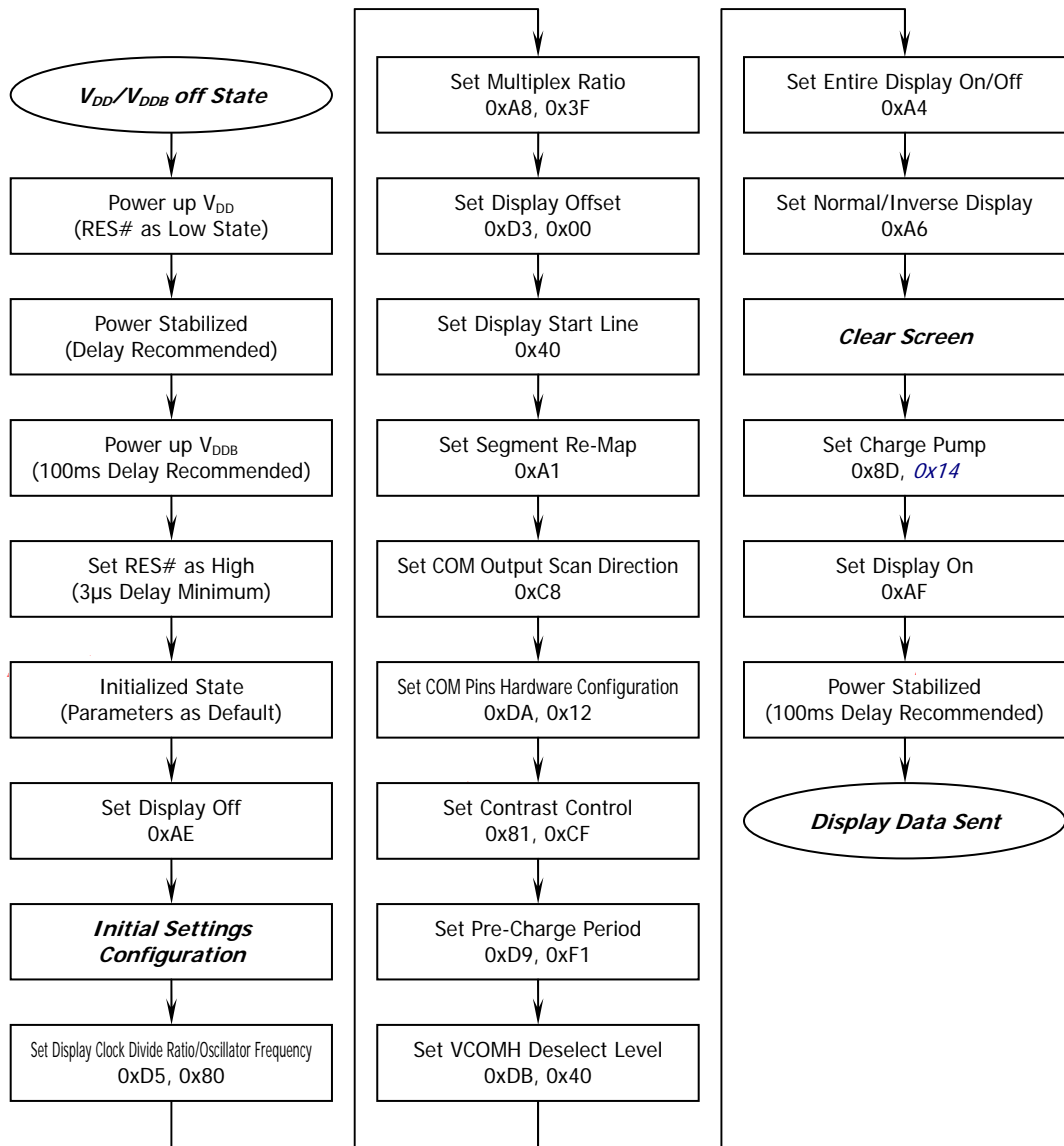 V_DD/V_DDB off State
Power up V_DD
(RES# as Low State)
Power Stabilized
(Delay Recommended)
Power up V_DDB
(100ms Delay Recommended)
Set RES# as High
(3µs Delay Minimum)
Initialized State
(Parameters as Default)
Set Display Off
0xAE
Initial Settings
Configuration
Set Display Clock Divide Ratio/Oscillator Frequency
0xD5, 0x80
Set Multiplex Ratio
0xA8, 0x3F
Set Display Offset
0xD3, 0x00
Set Display Start Line
0x40
Set Segment Re-Map
0xA1
Set COM Output Scan Direction
0xC8
Set COM Pins Hardware Configuration
0xDA, 0x12
Set Contrast Control
0x81, 0xCF
Set Pre-Charge Period
0xD9, 0xF1
Set VCOMH Deselect Level
0xDB, 0x40
Set Entire Display On/Off
0xA4
Set Normal/Inverse Display
0xA6
Clear Screen
Set Charge Pump
0x8D, 0x14
Set Display On
0xAF
Power Stabilized
(100ms Delay Recommended)
Display Data Sent